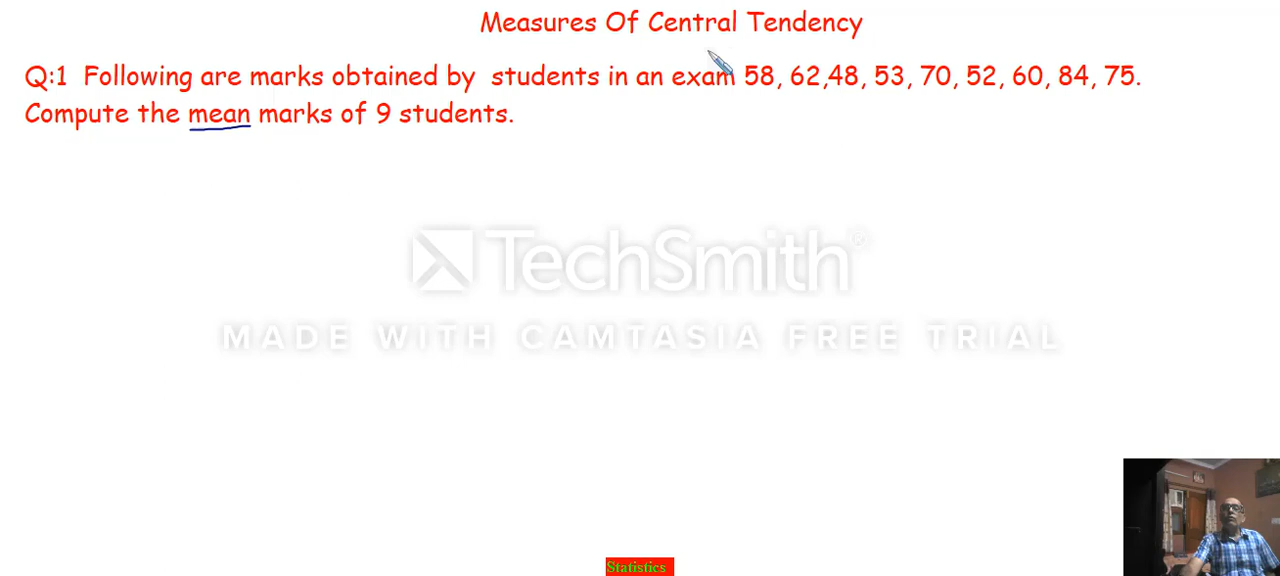 Measures Of Central Tendency
Q:1 Following are marks obtained by students in an exam 58, 62,48, 53, 70, 52, 60, 84, 75.
Compute the mean marks of 9 students.
TechSmith®
MADE WITH CAMTASIA FREE TRIAL
Statistics